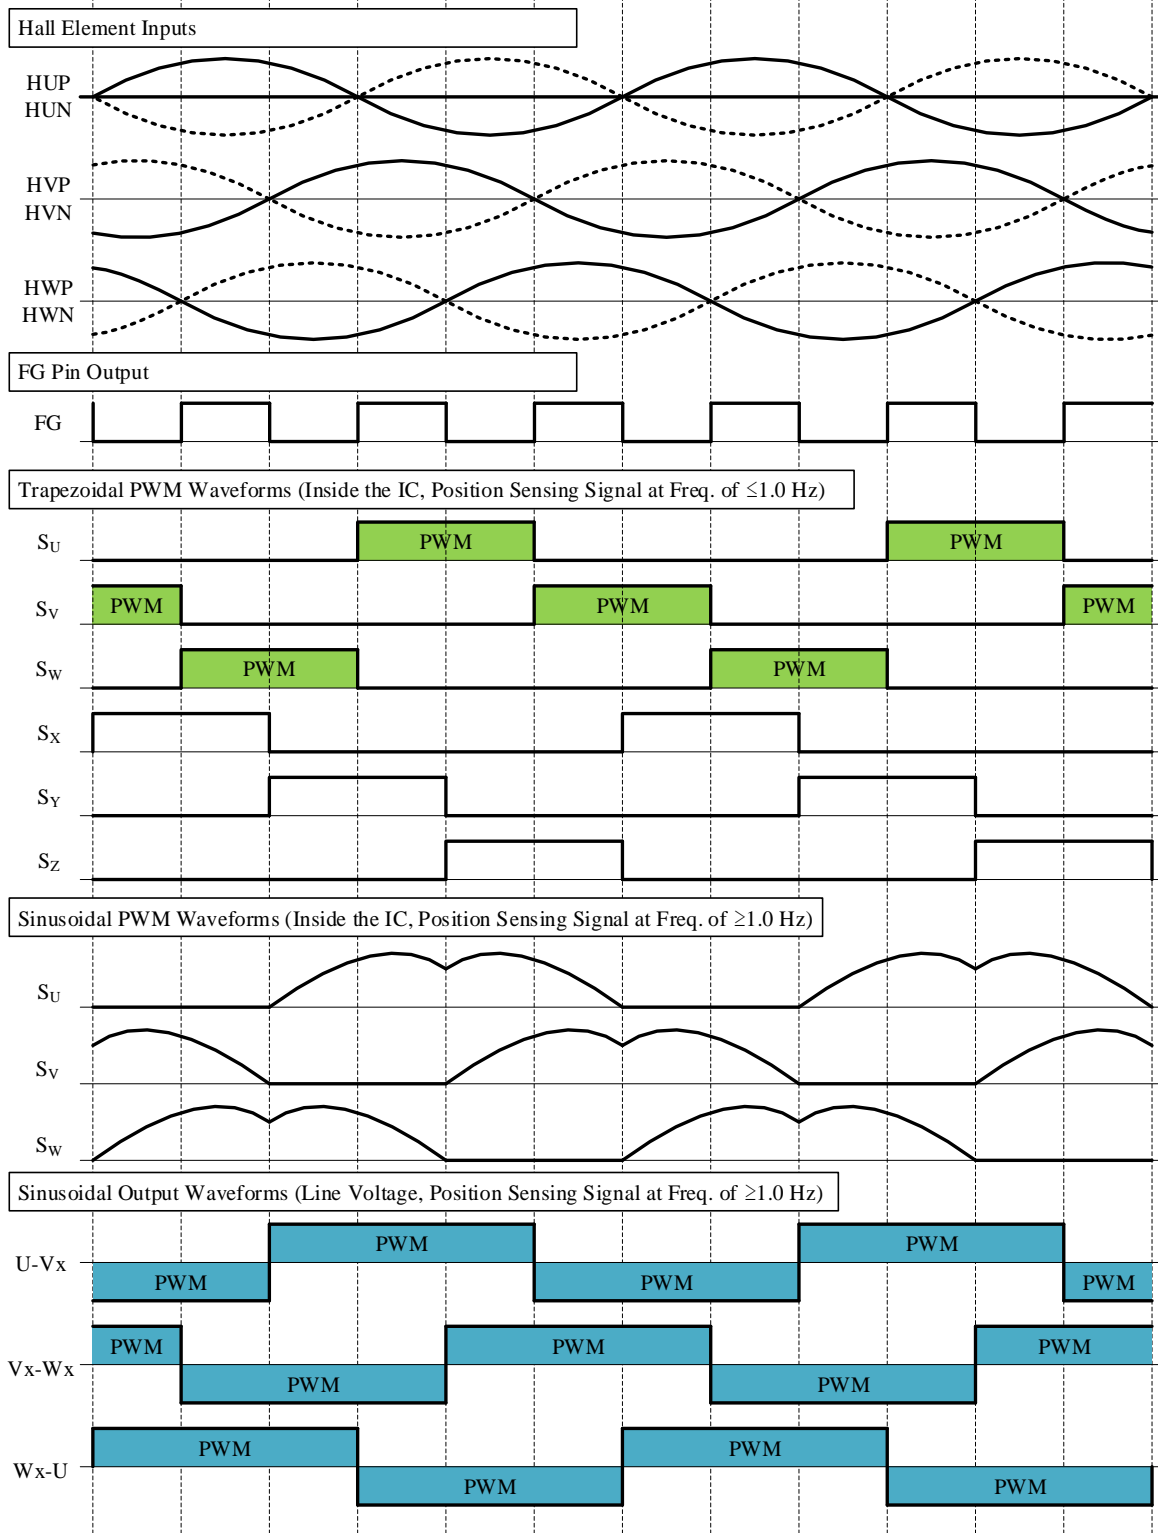 Hall Element Inputs
HUP
HUN
HVP
HVN
HWP
HWN
FG Pin Output
FG
Trapezoidal PWM Waveforms (Inside the IC, Position Sensing Signal at Freq. of ≤1.0 Hz)
SU PWM PWM
SV PWM PWM PWM
SW PWM PWM
SX
SY
SZ
Sinusoidal PWM Waveforms (Inside the IC, Position Sensing Signal at Freq. of ≥1.0 Hz)
SU
SV
SW
Sinusoidal Output Waveforms (Line Voltage, Position Sensing Signal at Freq. of ≥1.0 Hz)
PWM PWM
U-Vx
PWM PWM PWM
PWM PWM PWM
Vx-Wx
PWM PWM
PWM PWM
Wx-U
PWM PWM